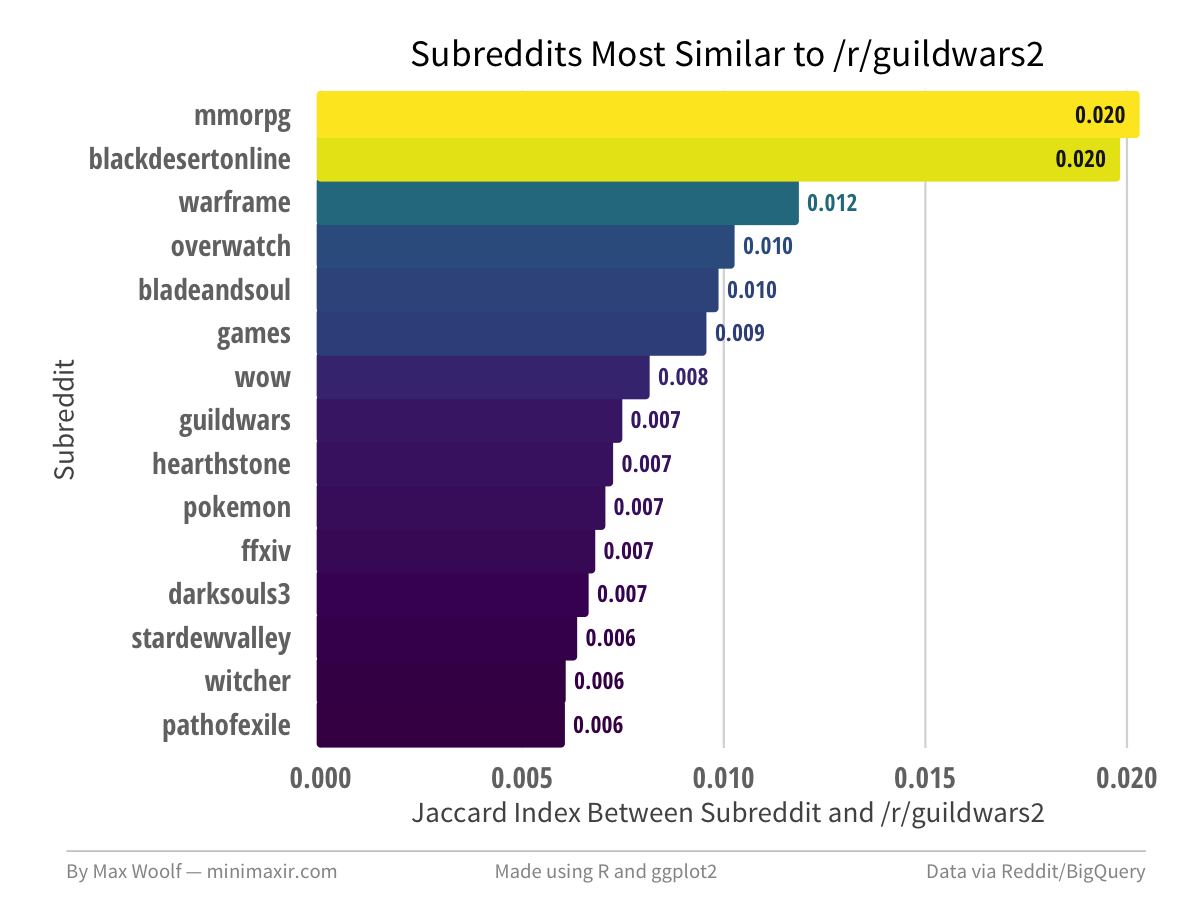 Subreddits Most Similar to /r/guildwars2
mmorpg 0.020
blackdesertonline 0.020
warframe 0.012
overwatch 0.010
bladeandsoul 0.010
games 0.009
wow 0.008
guildwars 0.007
hearthstone 0.007
pokemon 0.007
ffxiv 0.007
darksouls3 0.007
stardewvalley 0.006
witcher 0.006
pathofexile 0.006
Subreddit
0.000 0.005 0.010 0.015 0.020
Jaccard Index Between Subreddit and /r/guildwars2
By Max Woolf — minimaxir.com Made using R and ggplot2 Data via Reddit/BigQuery